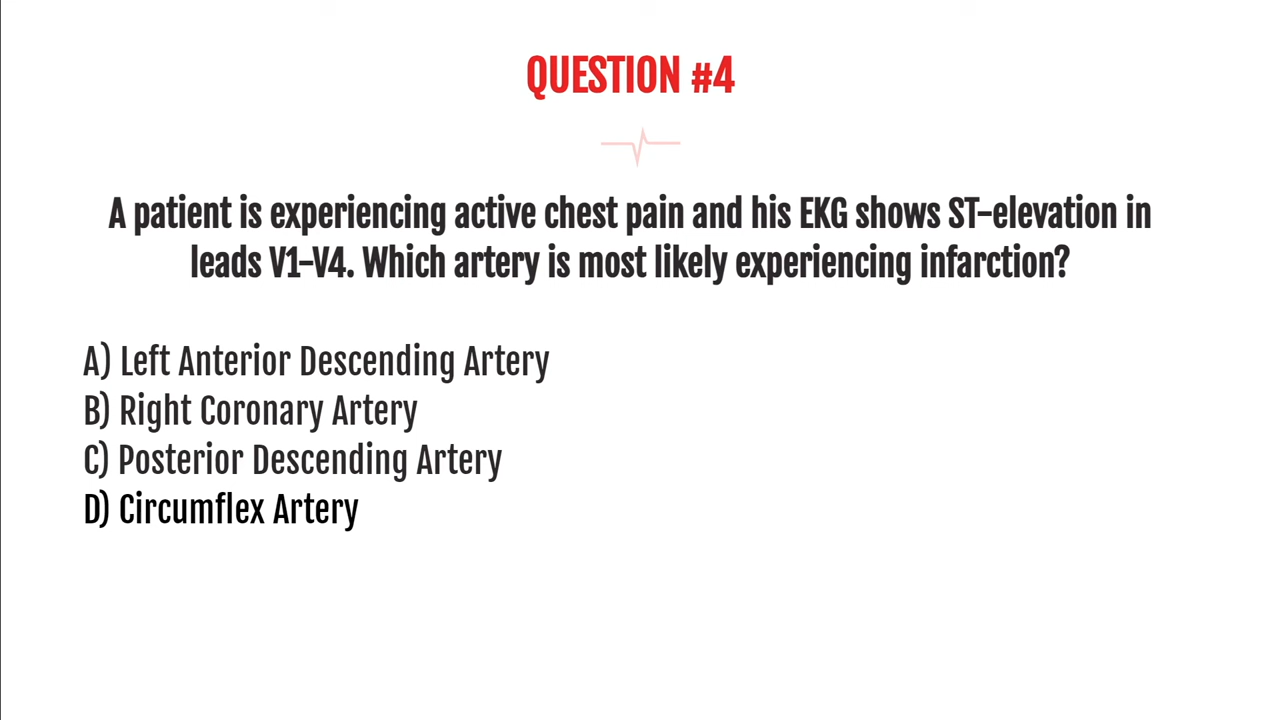 QUESTION #4
A patient is experiencing active chest pain and his EKG shows ST-elevation in
leads V1-V4. Which artery is most likely experiencing infarction?
A) Left Anterior Descending Artery
B) Right Coronary Artery
C) Posterior Descending Artery
D) Circumflex Artery